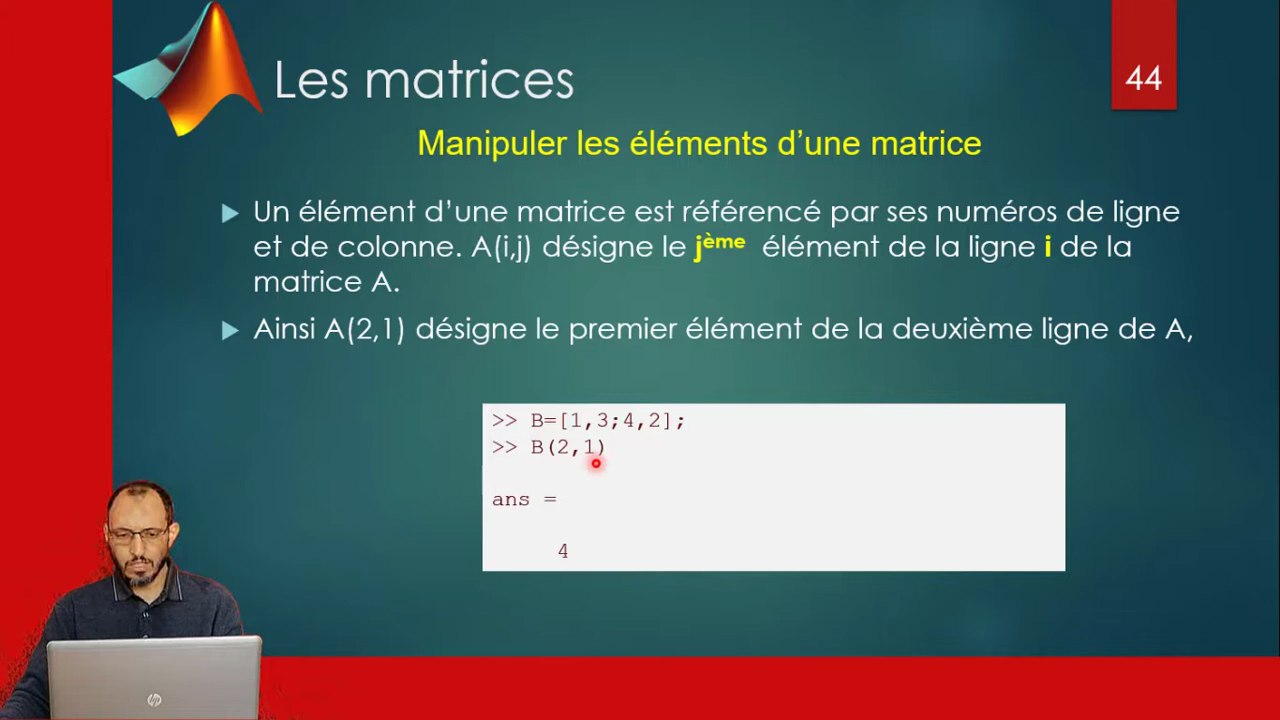 Les matrices
44
Manipuler les éléments d’une matrice
Un élément d’une matrice est référencé par ses numéros de ligne
et de colonne. A(i,j) désigne le jème élément de la ligne i de la
matrice A.
Ainsi A(2,1) désigne le premier élément de la deuxième ligne de A,
>> B=[1,3;4,2];
>> B(2,1)
ans =
4
hp